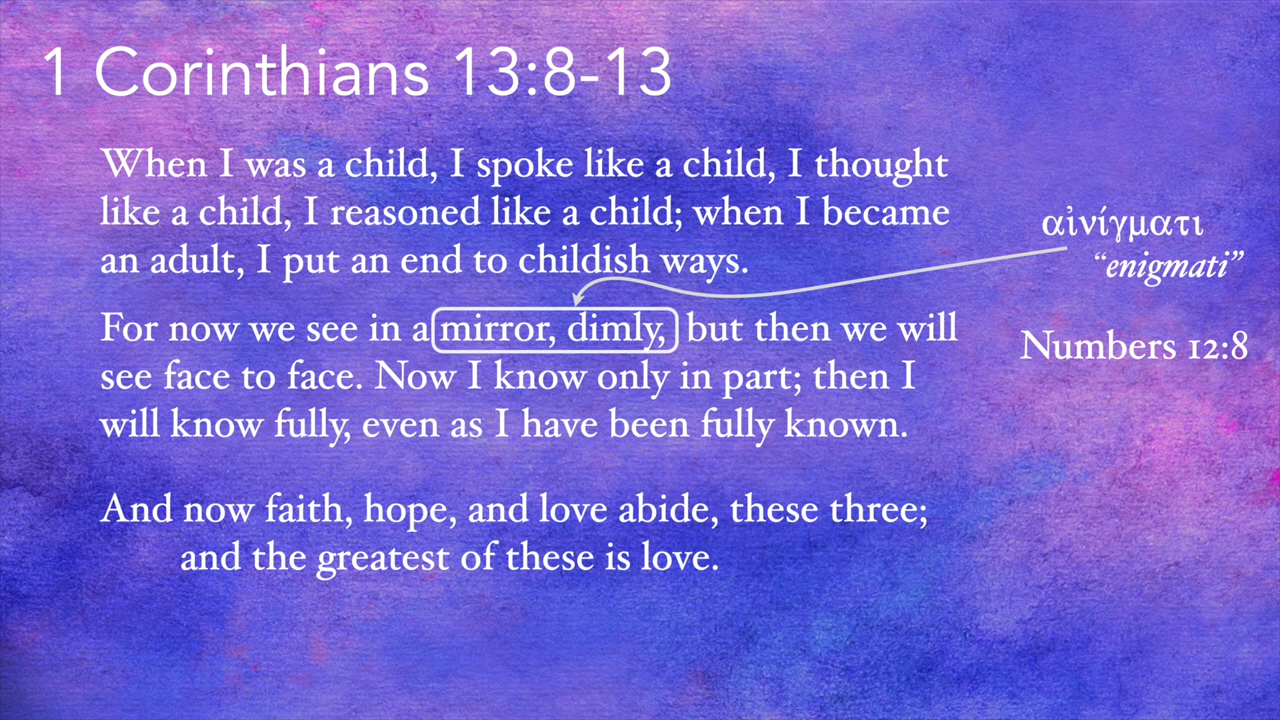 1 Corinthians 13:8-13
When I was a child, I spoke like a child, I thought
like a child, I reasoned like a child; when I became
an adult, I put an end to childish ways.
For now we see in a mirror, dimly, but then we will
see face to face. Now I know only in part; then I
will know fully, even as I have been fully known.
And now faith, hope, and love abide, these three;
and the greatest of these is love.
αἰνίγματι
“enigmati”
Numbers 12:8